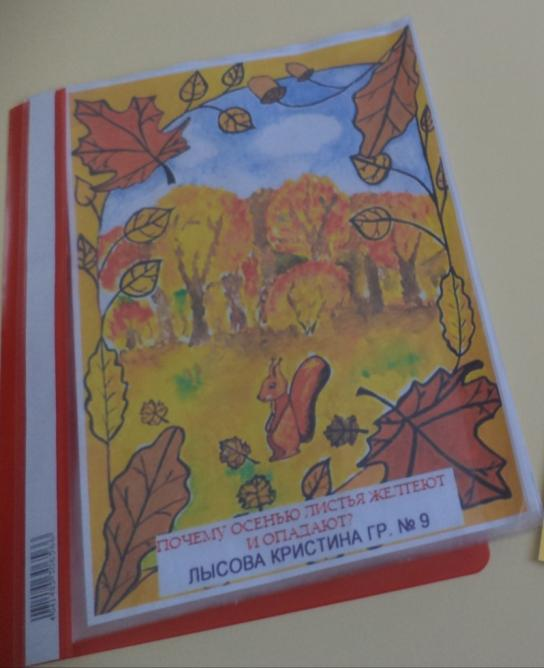 ПОЧЕМУ ОСЕНЬЮ ЛИСТЬЯ ЖЕЛТЕЮТ
И ОПАДАЮТ?
ЛЫСОВА КРИСТИНА ГР. № 9